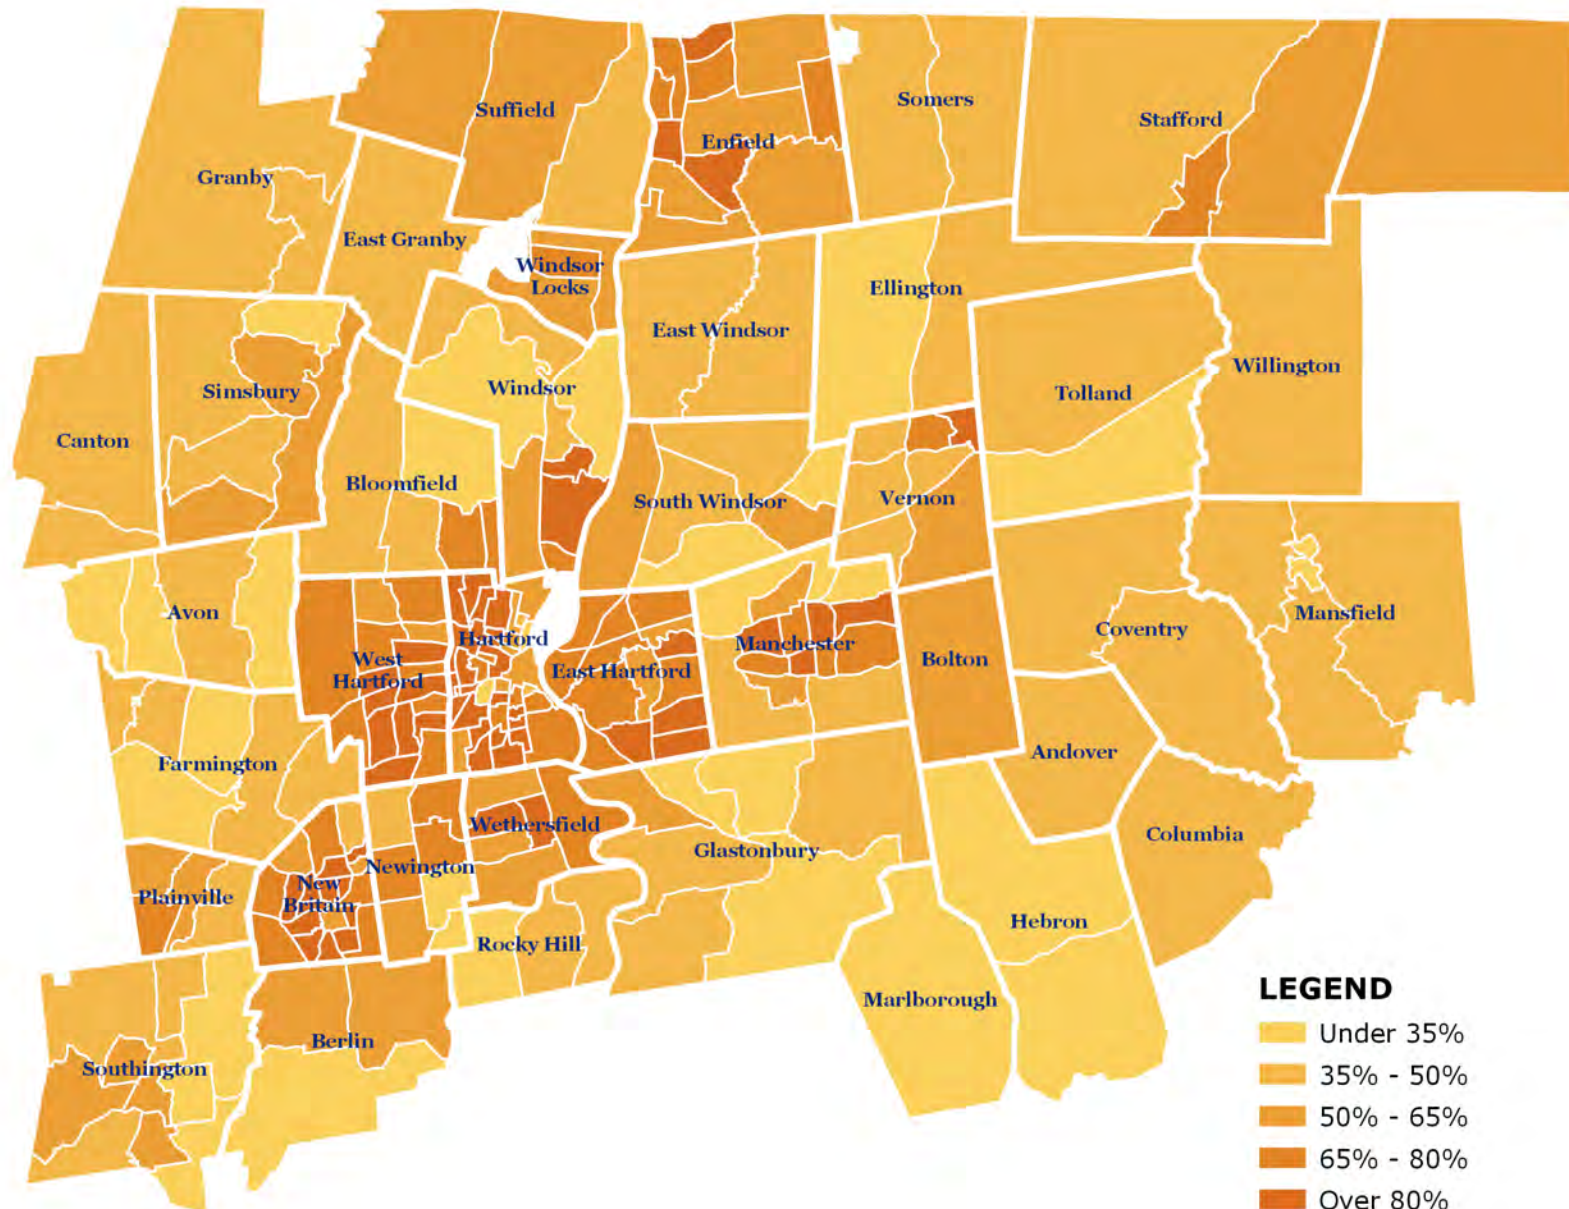 Suffield
Somers
Stafford
Enfield
Granby
East Granby
Windsor
Locks
Ellington
East Windsor
Willington
Simsbury
Windsor
Tolland
Canton
Bloomfield
South Windsor
Vernon
Avon
Mansfield
Hartford
Manchester
Coventry
West
Hartford
East Hartford
Bolton
Andover
Farmington
Wethersfield
Columbia
Glastonbury
Newington
New
Britain
Plainville
Hebron
Rocky Hill
Marlborough
Berlin
Southington
LEGEND
Under 35%
35% - 50%
50% - 65%
65% - 80%
Over 80%